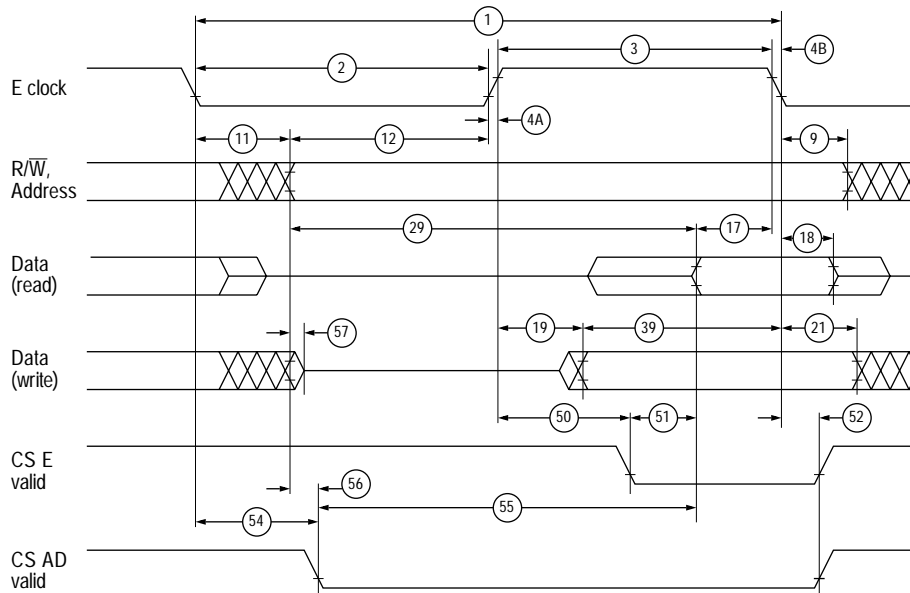 1
3
4B
2
E clock
4A
11
12
9
R/W̅,
Address
29
17
18
Data
(read)
57
19
39
21
Data
(write)
50
51
52
CS E
valid
56
55
54
CS AD
valid